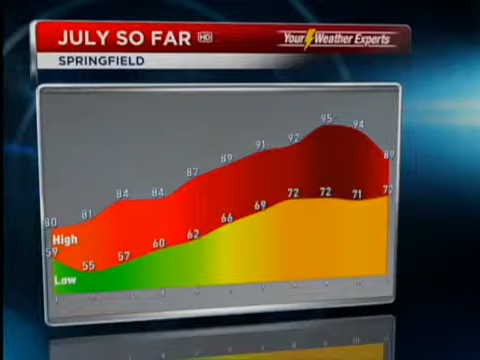 JULY SO FAR HD Your Weather Experts
SPRINGFIELD
80 81 84 84 87 89 91 92 95 94 89
High
59 55 57 60 62 66 69 72 72 71 72
Low